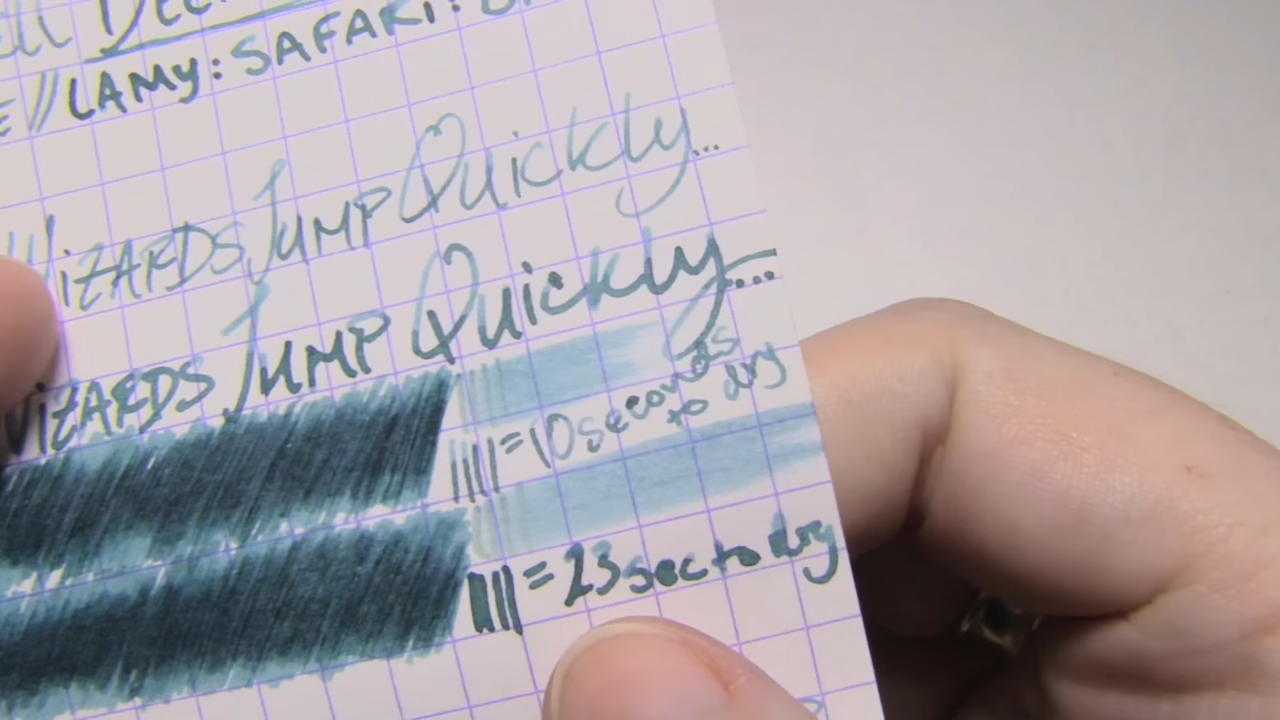 LAMY: SAFARI:
Wizards Jump Quickly...
Wizards Jump Quickly....
= 10 seconds
to dry
= 23 sec to dry